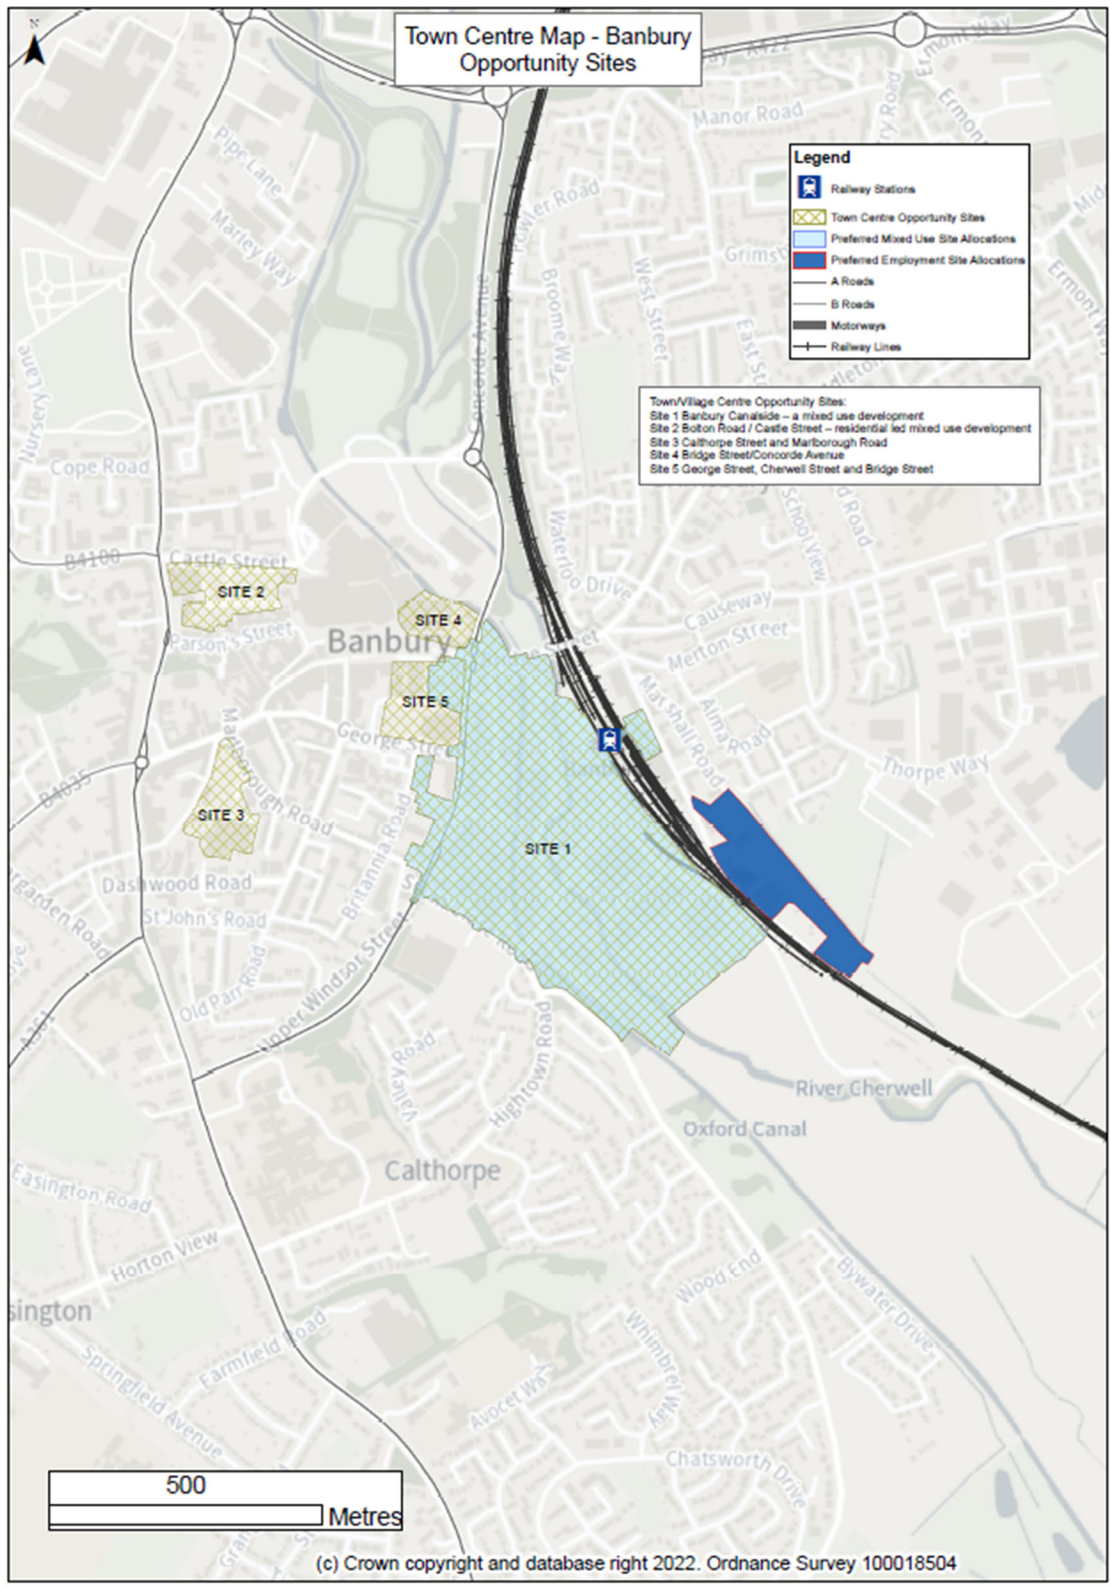 Town Centre Map - Banbury
Opportunity Sites
N
A422
Ermont Way
Manor Road
Pipe Lane
Marley Way
Legend
Railway Stations
Town Centre Opportunity Sites
Preferred Mixed Use Site Allocations
Preferred Employment Site Allocations
A Roads
B Roads
Motorways
Railway Lines
Broome Way
West Street
Concorde Avenue
Nursery Lane
Town/Village Centre Opportunity Sites:
Site 1 Banbury Canalside – a mixed use development
Site 2 Bolton Road / Castle Street – residential led mixed use development
Site 3 Calthorpe Street and Marlborough Road
Site 4 Bridge Street/Concorde Avenue
Site 5 George Street, Cherwell Street and Bridge Street
Cope Road
School View
Waterloo Drive
B4100
Castle Street
SITE 2
SITE 4
Parson's Street
Banbury
Causeway
Merton Street
SITE 5
Marshall Road
Alma Road
George Stre
Marlborough Road
Thorpe Way
B4035
SITE 3
SITE 1
Britannia Road
Dashwood Road
St John's Road
Old Parr Road
Upper Windsor Street
A361
Valley Road
Hightown Road
River Cherwell
Oxford Canal
Calthorpe
Easington Road
Horton View
sington
Wood End
Bywater Drive
Farmfield Road
Springfield Avenue
Whimbrel Way
Avocet Way
Chatsworth Drive
500
Metres
(c) Crown copyright and database right 2022. Ordnance Survey 100018504